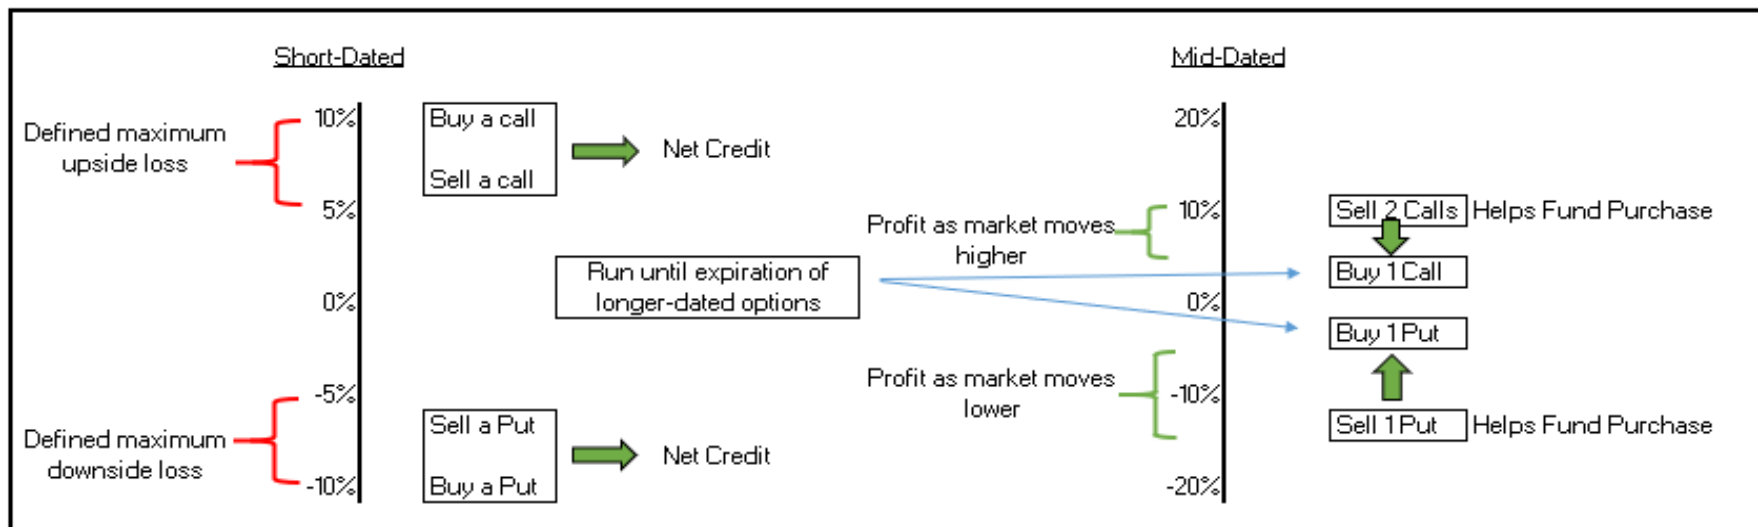 Short-Dated
Mid-Dated
10%
Buy a call
20%
Defined maximum
upside loss
Net Credit
Sell a call
5%
10%
Sell 2 Calls
Helps Fund Purchase
Profit as market moves
higher
Run until expiration of
longer-dated options
Buy 1 Call
0%
0%
Buy 1 Put
-5%
Profit as market moves
lower
-10%
Sell a Put
Sell 1 Put
Helps Fund Purchase
Defined maximum
downside loss
Net Credit
-10%
Buy a Put
-20%